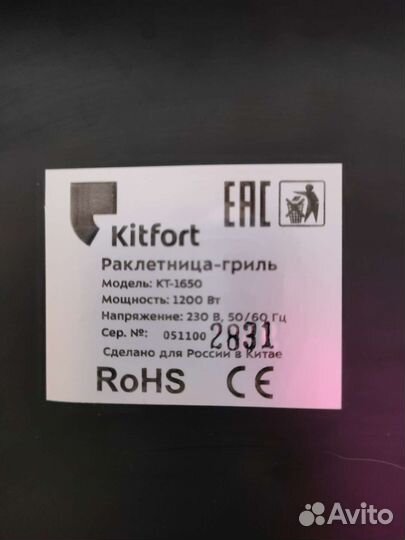 EAC
Kitfort
Раклетница-гриль
Модель: KT-1650
Мощность: 1200 Вт
Напряжение: 230 В, 50/60 Гц
Сер. №: 051100 2831
Сделано для России в Китае
RoHS CE
Avito